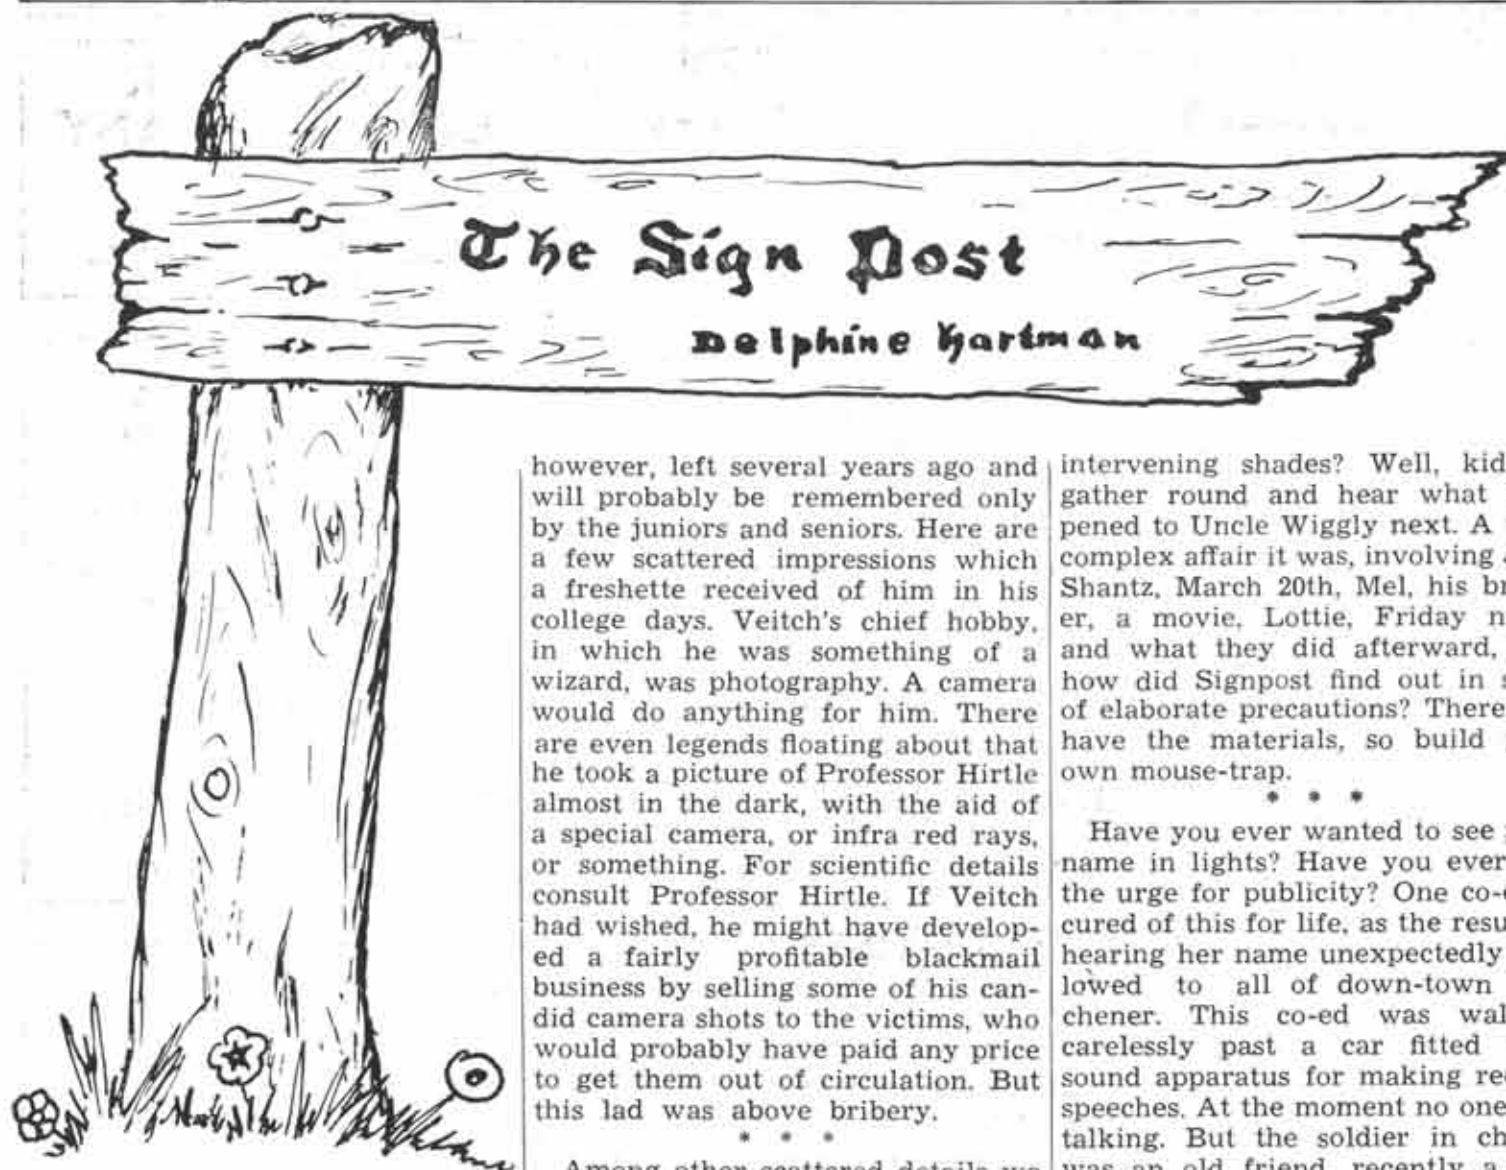 The Sign Post
Delphine Hartman
however, left several years ago and
will probably be remembered only
by the juniors and seniors. Here are
a few scattered impressions which
a freshette received of him in his
college days. Veitch's chief hobby,
in which he was something of a
wizard, was photography. A camera
would do anything for him. There
are even legends floating about that
he took a picture of Professor Hirtle
almost in the dark, with the aid of
a special camera, or infra red rays,
or something. For scientific details
consult Professor Hirtle. If Veitch
had wished, he might have develop-
ed a fairly profitable blackmail
business by selling some of his can-
did camera shots to the victims, who
would probably have paid any price
to get them out of circulation. But
this lad was above bribery.
* * *
Among other scattered details we
intervening shades? Well, kid
gather round and hear what
pened to Uncle Wiggly next. A
complex affair it was, involving
Shantz, March 20th, Mel, his br
er, a movie, Lottie, Friday n
and what they did afterward,
how did Signpost find out in s
of elaborate precautions? There
have the materials, so build
own mouse-trap.
* * *
Have you ever wanted to see
name in lights? Have you ever
the urge for publicity? One co-
cured of this for life, as the resu
hearing her name unexpectedly
lowed to all of down-town
chener. This co-ed was wal
carelessly past a car fitted
sound apparatus for making re
speeches. At the moment no one
talking. But the soldier in ch
was an old friend, recently a